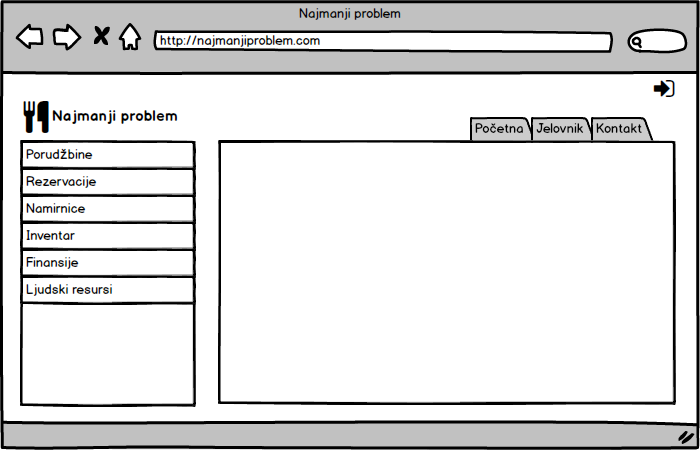 Najmanji problem
http://najmanjiproblem.com
Najmanji problem
Početna
Jelovnik
Kontakt
Porudžbine
Rezervacije
Namirnice
Inventar
Finansije
Ljudski resursi